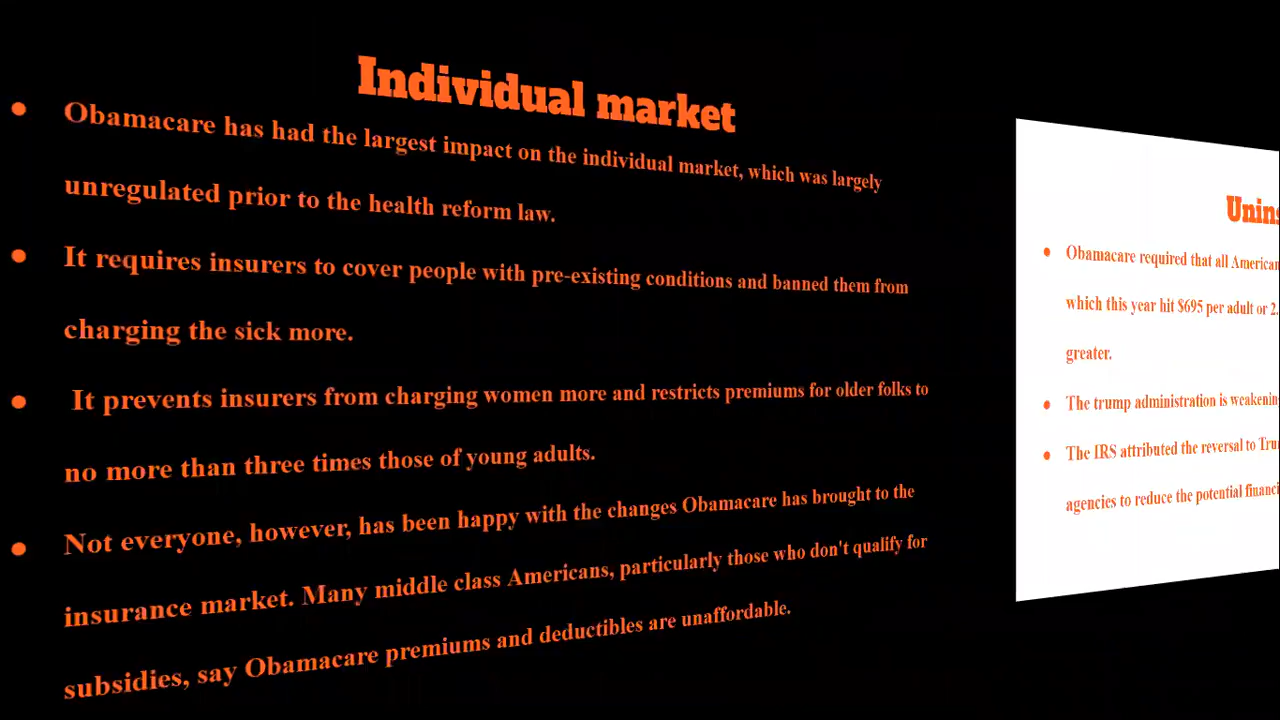 Individual market
• Obamacare has had the largest impact on the individual market, which was largely
unregulated prior to the health reform law.
• It requires insurers to cover people with pre-existing conditions and banned them from
charging the sick more.
• It prevents insurers from charging women more and restricts premiums for older folks to
no more than three times those of young adults.
• Not everyone, however, has been happy with the changes Obamacare has brought to the
insurance market. Many middle class Americans, particularly those who don't qualify for
subsidies, say Obamacare premiums and deductibles are unaffordable.
• Obamacare required that all
which this year hit $695 per adult or
greater.
• The trump administration is
• The IRS attributed the reversal to
agencies to reduce the potential